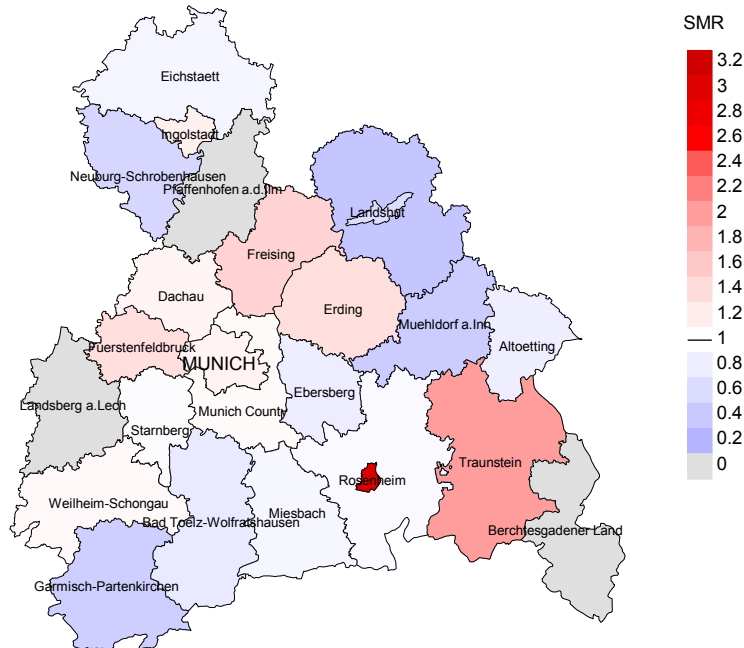 SMR
3.2
3
2.8
2.6
2.4
2.2
2
1.8
1.6
1.4
1.2
1
0.8
0.6
0.4
0.2
0
Eichstaett
Ingolstadt
Neuburg-Schrobenhausen
Pfaffenhofen a.d.Ilm
Landshut
Freising
Dachau
Erding
Muehldorf a.Inn
Altoetting
Fuerstenfeldbruck
MUNICH
Ebersberg
Landsberg a.Lech
Munich County
Starnberg
Traunstein
Rosenheim
Weilheim-Schongau
Miesbach
Bad Toelz-Wolfratshausen
Berchtesgadener Land
Garmisch-Partenkirchen